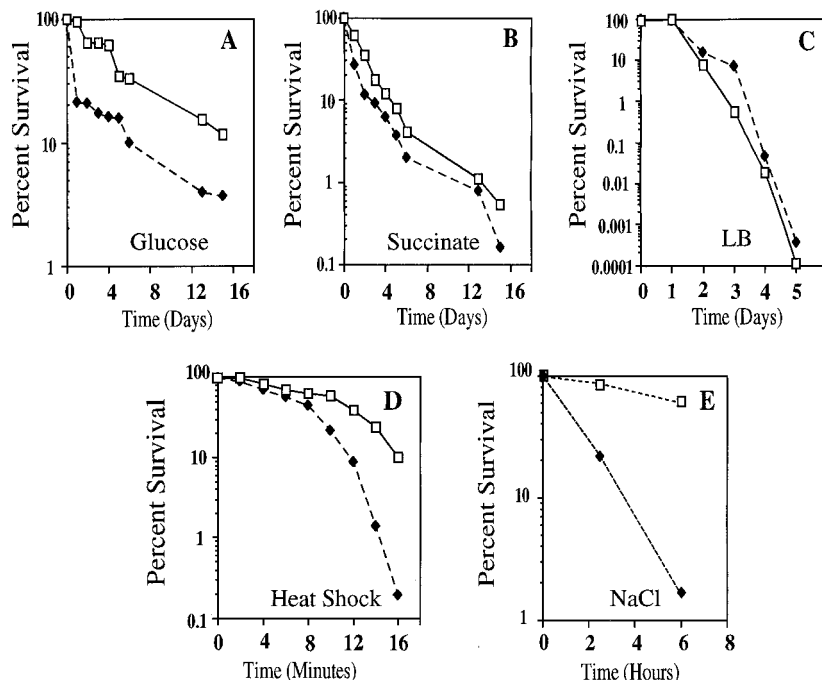 A
Percent Survival
100
10
1
Glucose
0 4 8 12 16
Time (Days)
B
Percent Survival
100
10
1
0.1
Succinate
0 4 8 12 16
Time (Days)
C
Percent Survival
100
10
1
0.1
0.01
0.001
0.0001
LB
0 1 2 3 4 5
Time (Days)
D
Percent Survival
100
10
1
0.1
Heat Shock
0 4 8 12 16
Time (Minutes)
E
Percent Survival
100
10
1
NaCl
0 2 4 6 8
Time (Hours)